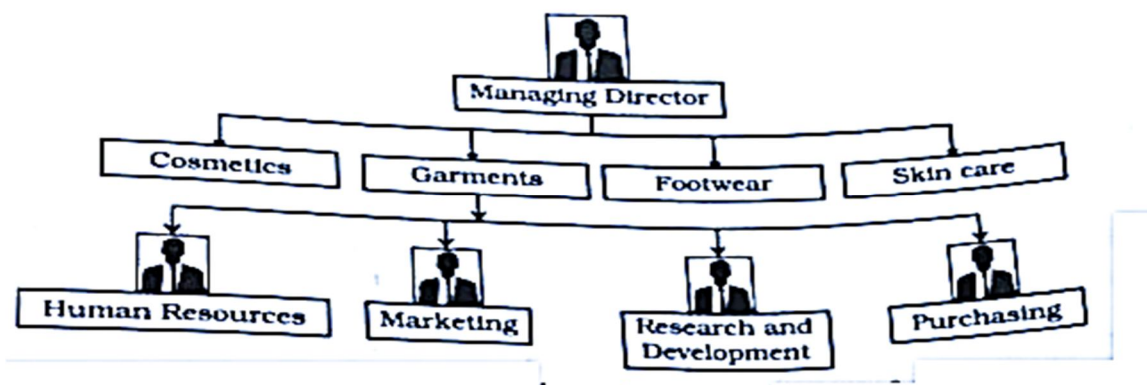 Managing Director
Cosmetics
Garments
Footwear
Skin care
Human Resources
Marketing
Research and
Development
Purchasing